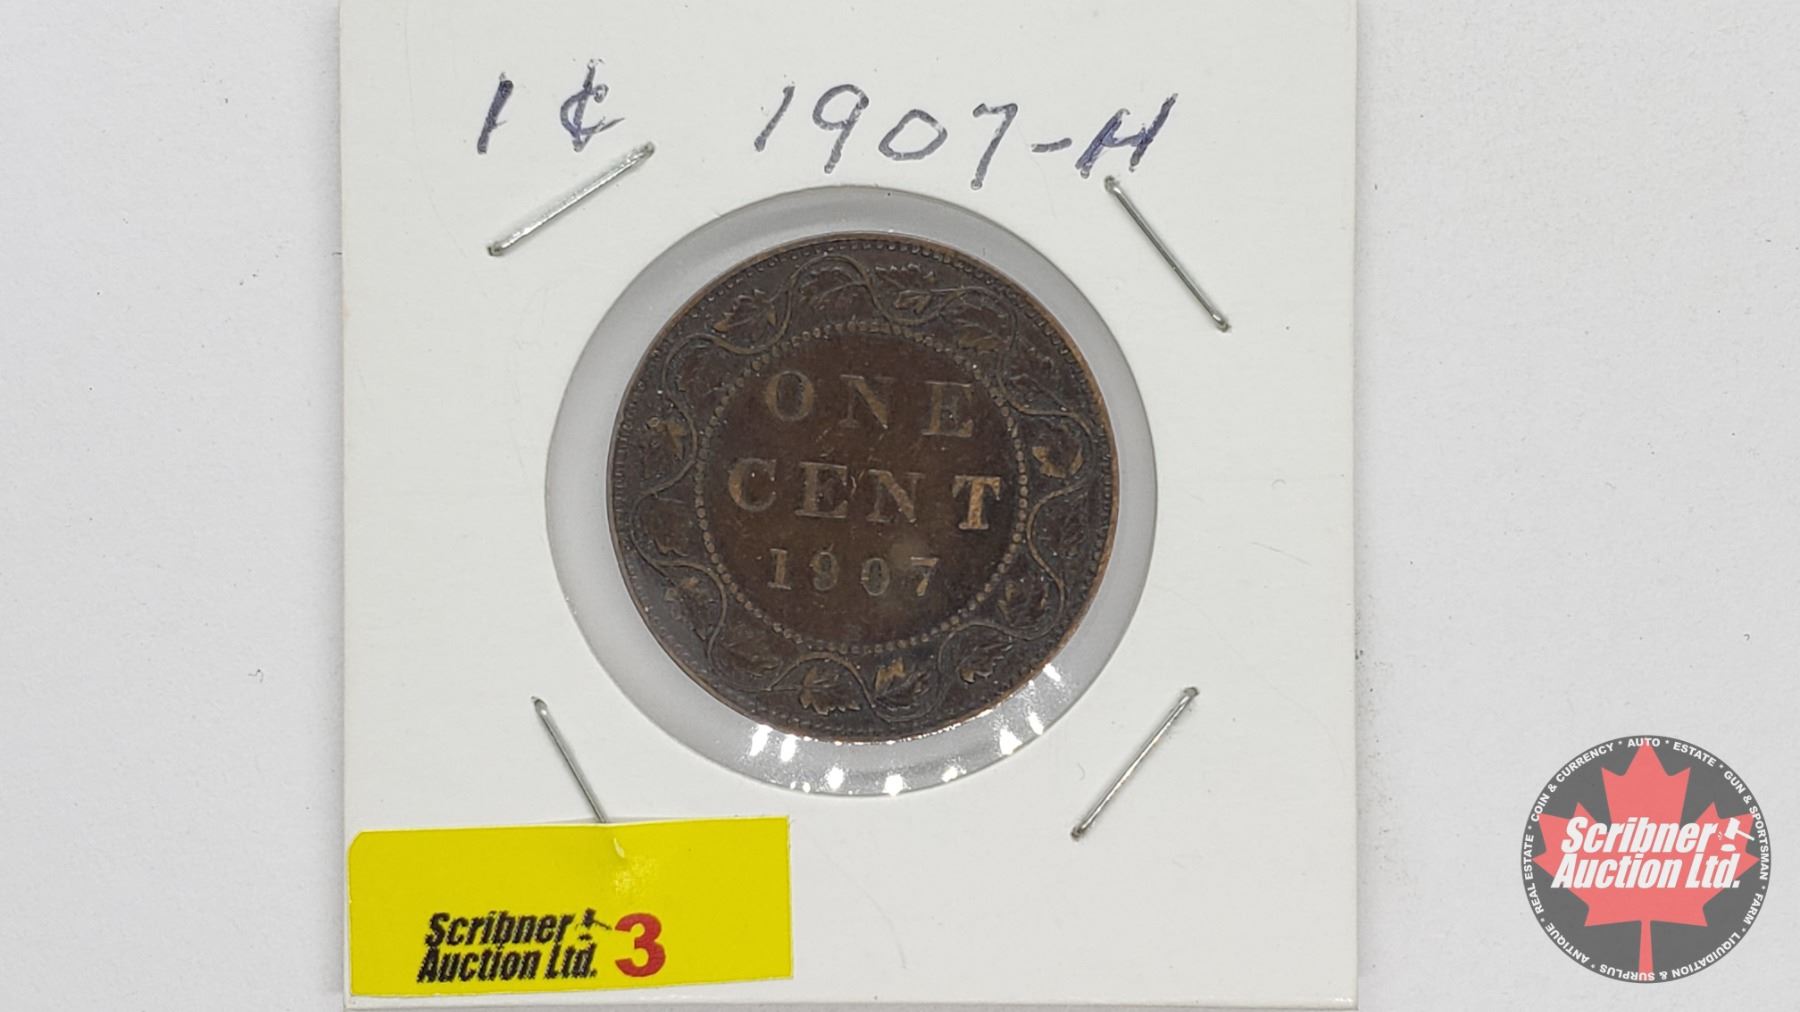 1¢ 1907-H
ONE
CENT
1907
Scribner
Auction Ltd. 3
COIN & CURRENCY * AUTO * ESTATE * GUN & SPORTSMAN * FARM * LIQUIDATION & SURPLUS * ANTIQUE * REAL ESTATE *
Scribner
Auction Ltd.